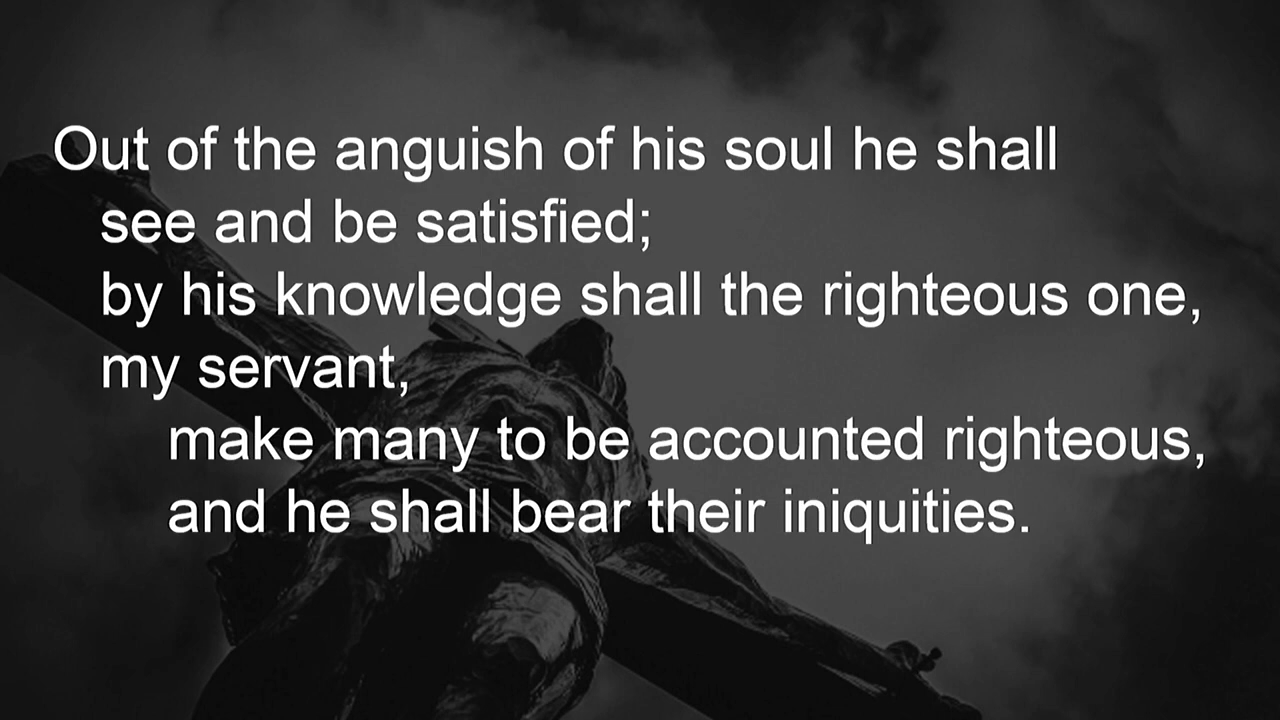 Out of the anguish of his soul he shall
see and be satisfied;
by his knowledge shall the righteous one,
my servant,
make many to be accounted righteous,
and he shall bear their iniquities.